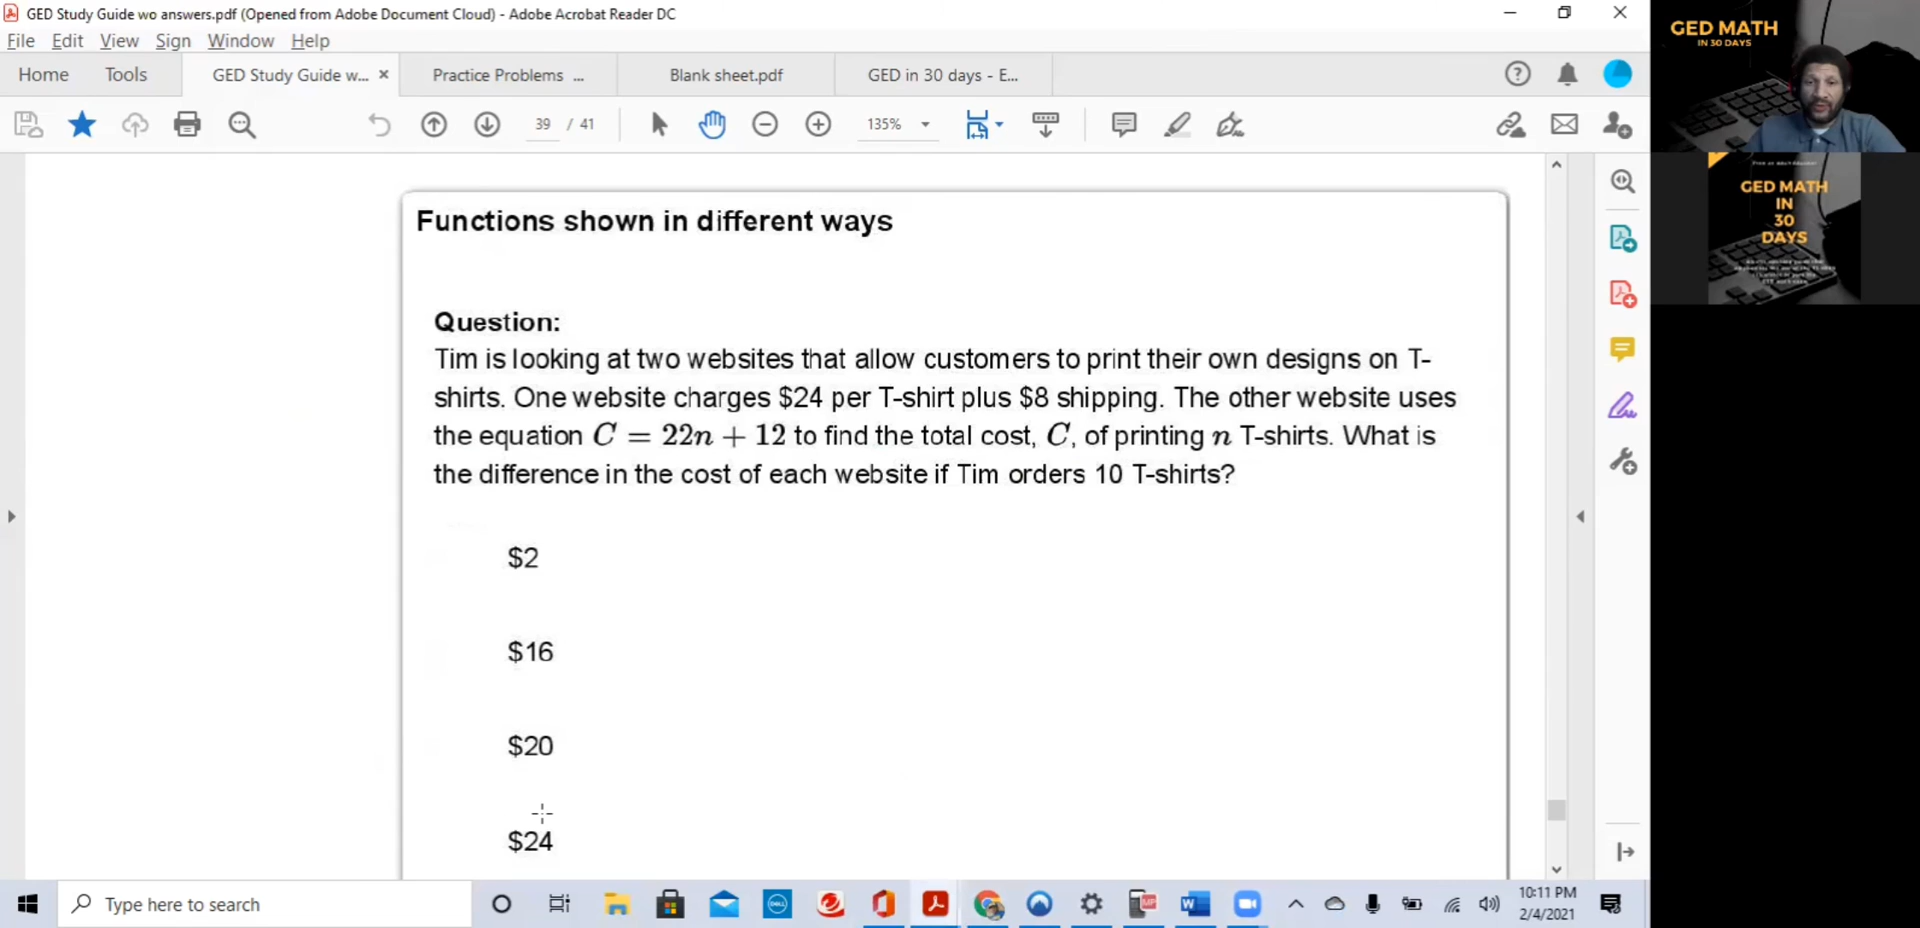 GED Study Guide wo answers.pdf (Opened from Adobe Document Cloud) - Adobe Acrobat Reader DC
File Edit View Sign Window Help
Home Tools GED Study Guide w... × Practice Problems ... Blank sheet.pdf GED in 30 days - E...
39 / 41 135%
Functions shown in different ways
Question:
Tim is looking at two websites that allow customers to print their own designs on T-
shirts. One website charges $24 per T-shirt plus $8 shipping. The other website uses
the equation C = 22n + 12 to find the total cost, C, of printing n T-shirts. What is
the difference in the cost of each website if Tim orders 10 T-shirts?
$2
$16
$20
$24
GED MATH
IN 30 DAYS
GED MATH
IN
30
DAYS
Type here to search
DELL
10:11 PM
2/4/2021